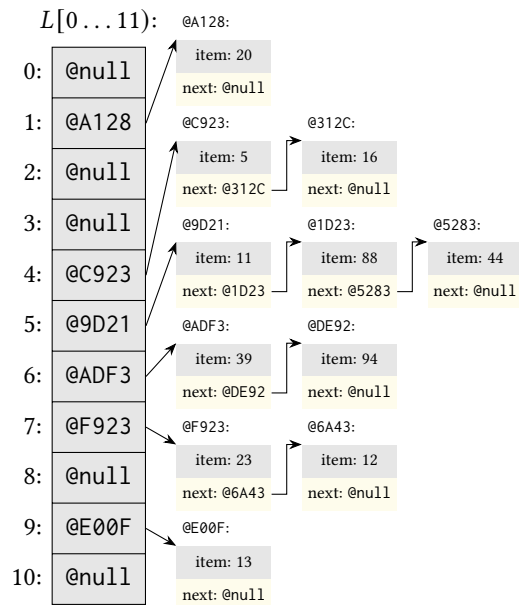 L[0 . . . 11):
0: @null
1: @A128
2: @null
3: @null
4: @C923
5: @9D21
6: @ADF3
7: @F923
8: @null
9: @E00F
10: @null
@A128:
item: 20
next: @null
@C923:
item: 5
next: @312C
@312C:
item: 16
next: @null
@9D21:
item: 11
next: @1D23
@1D23:
item: 88
next: @5283
@5283:
item: 44
next: @null
@ADF3:
item: 39
next: @DE92
@DE92:
item: 94
next: @null
@F923:
item: 23
next: @6A43
@6A43:
item: 12
next: @null
@E00F:
item: 13
next: @null